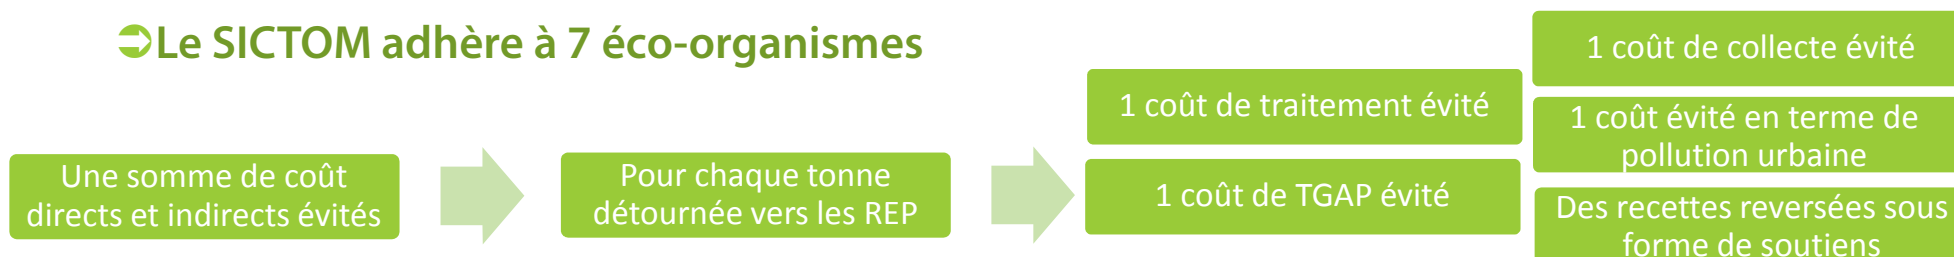 ➲Le SICTOM adhère à 7 éco-organismes
Une somme de coût
directs et indirects évités
Pour chaque tonne
détournée vers les REP
1 coût de traitement évité
1 coût de TGAP évité
1 coût de collecte évité
1 coût évité en terme de
pollution urbaine
Des recettes reversées sous
forme de soutiens